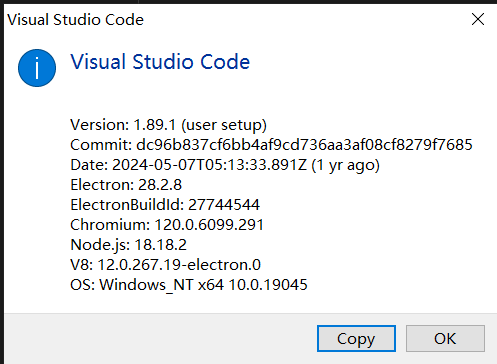 Visual Studio Code
Visual Studio Code
Version: 1.89.1 (user setup)
Commit: dc96b837cf6bb4af9cd736aa3af08cf8279f7685
Date: 2024-05-07T05:13:33.891Z (1 yr ago)
Electron: 28.2.8
ElectronBuildId: 27744544
Chromium: 120.0.6099.291
Node.js: 18.18.2
V8: 12.0.267.19-electron.0
OS: Windows_NT x64 10.0.19045
Copy OK